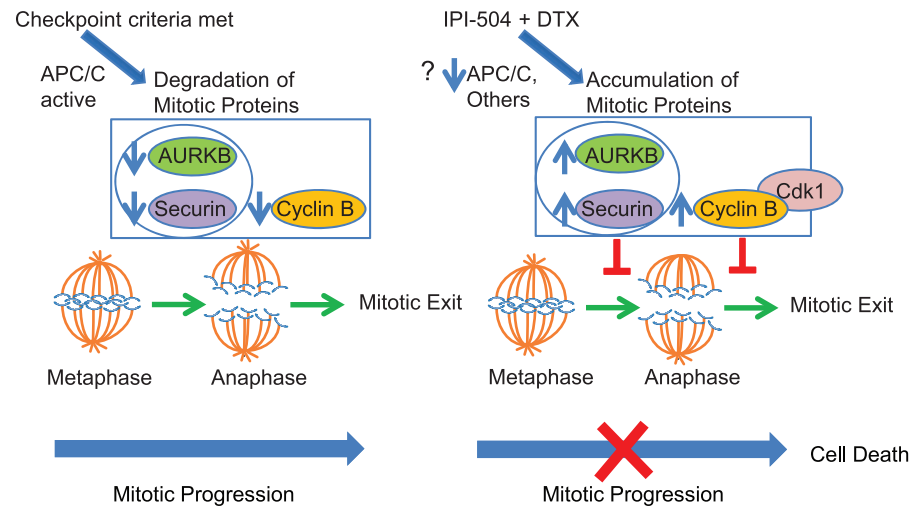 Checkpoint criteria met
APC/C
active
Degradation of
Mitotic Proteins
AURKB
Securin
Cyclin B
Metaphase
Anaphase
Mitotic Exit
Mitotic Progression
IPI-504 + DTX
?
APC/C,
Others
Accumulation of
Mitotic Proteins
AURKB
Securin
Cyclin B
Cdk1
Metaphase
Anaphase
Mitotic Exit
Mitotic Progression
Cell Death